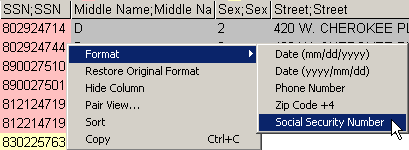 SSN;SSN Middle Name;Middle Na Sex;Sex Street;Street
802924714 D 2 420 W. CHEROKEE PL
802924744
890027510
890027501
812124719
812214719
830225763
Format
Restore Original Format
Hide Column
Pair View...
Sort
Copy Ctrl+C
Date (mm/dd/yyyy)
Date (yyyy/mm/dd)
Phone Number
Zip Code +4
Social Security Number